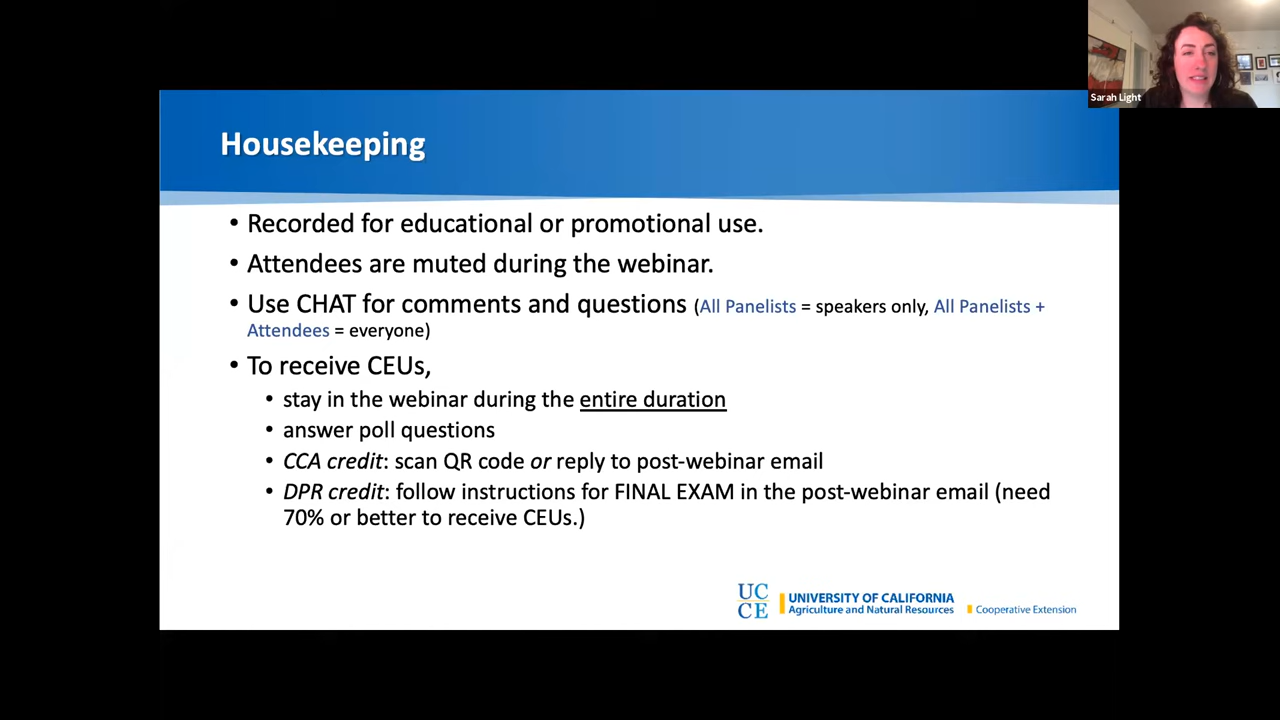 Sarah Light
Housekeeping
• Recorded for educational or promotional use.
• Attendees are muted during the webinar.
• Use CHAT for comments and questions (All Panelists = speakers only, All Panelists +
Attendees = everyone)
• To receive CEUs,
• stay in the webinar during the entire duration
• answer poll questions
• CCA credit: scan QR code or reply to post-webinar email
• DPR credit: follow instructions for FINAL EXAM in the post-webinar email (need
70% or better to receive CEUs.)
UC
CE
UNIVERSITY OF CALIFORNIA
Agriculture and Natural Resources
Cooperative Extension